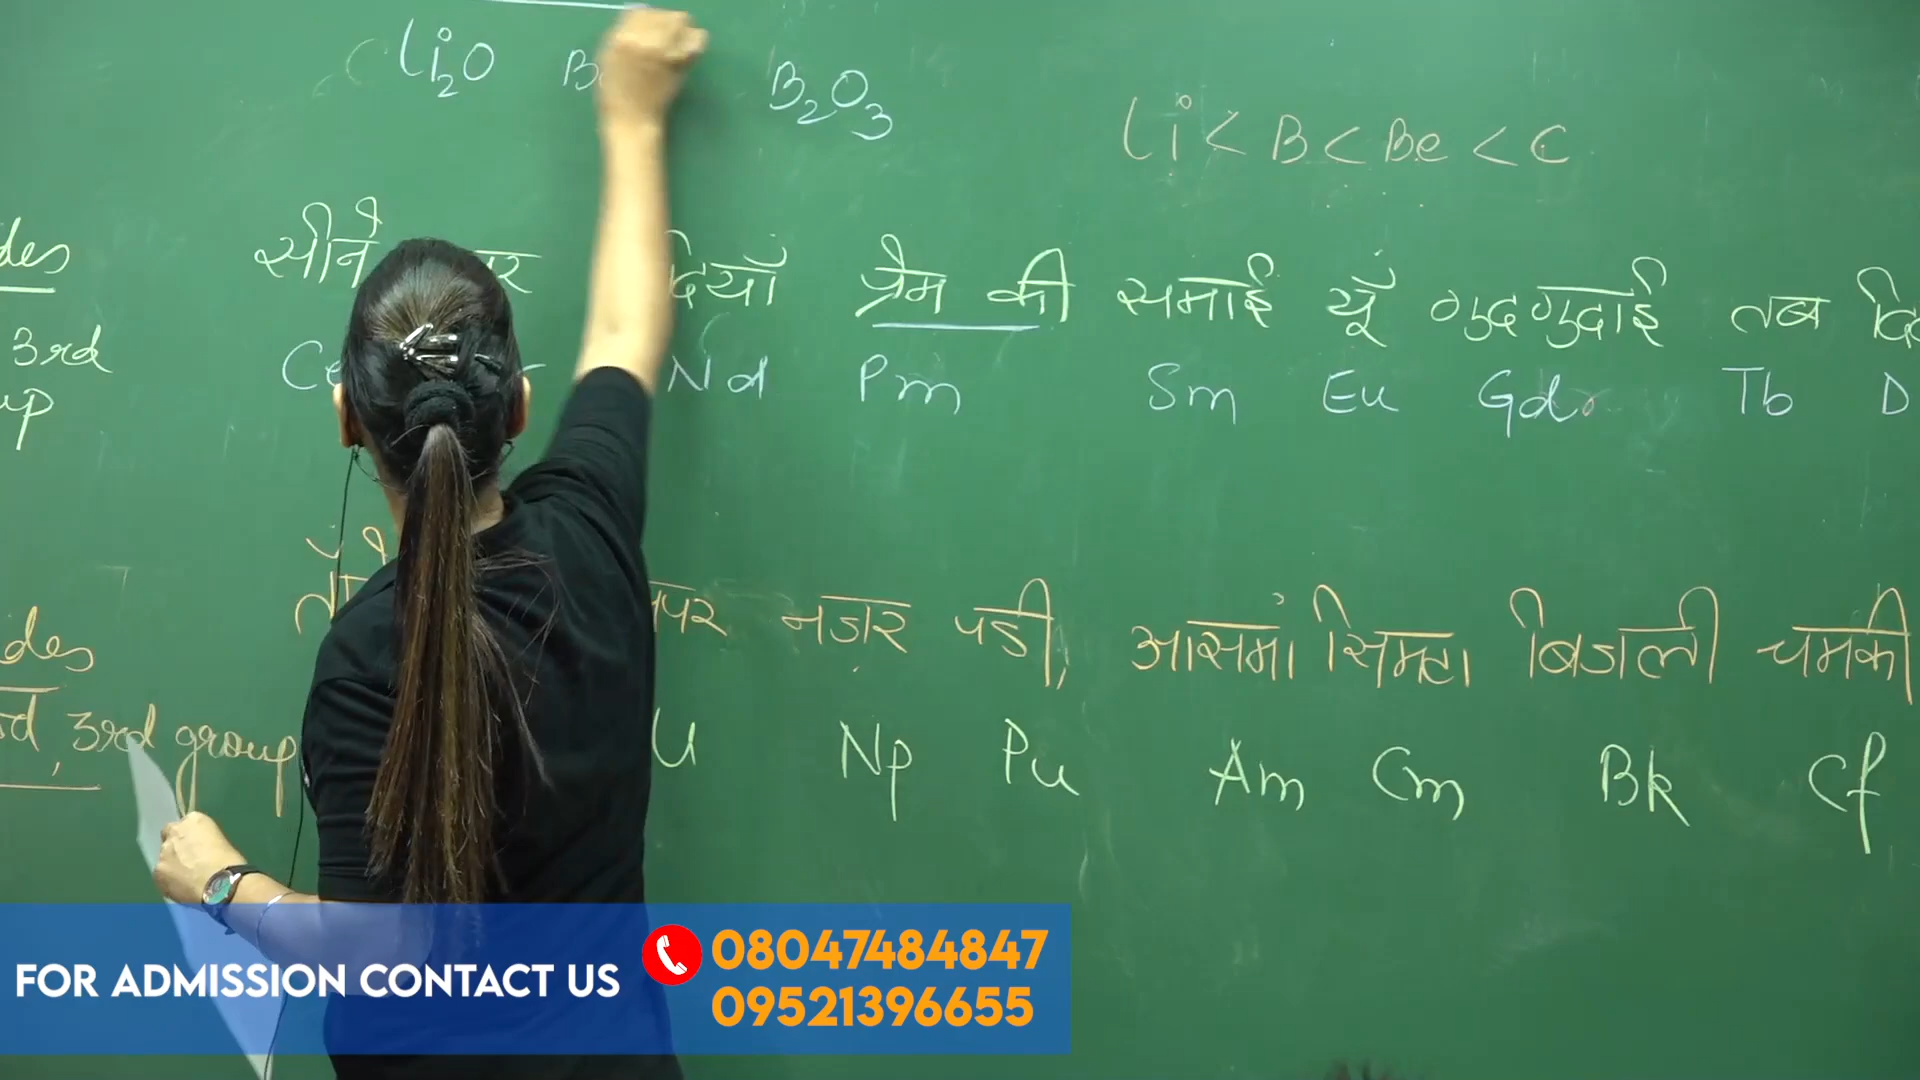 Li2O B2O3
Li < B < Be < C
des
सीने पर दियाँ प्रेम की समाई यूँ गुदगुदाई तब
3rd
Ce Nd Pm Sm Eu Gd Tb D
up
des
पर नज़र पडी, आसमां सिमटा बिजली चमकी
3rd group
U Np Pu Am Cm Bk Cf
FOR ADMISSION CONTACT US
08047484847
09521396655